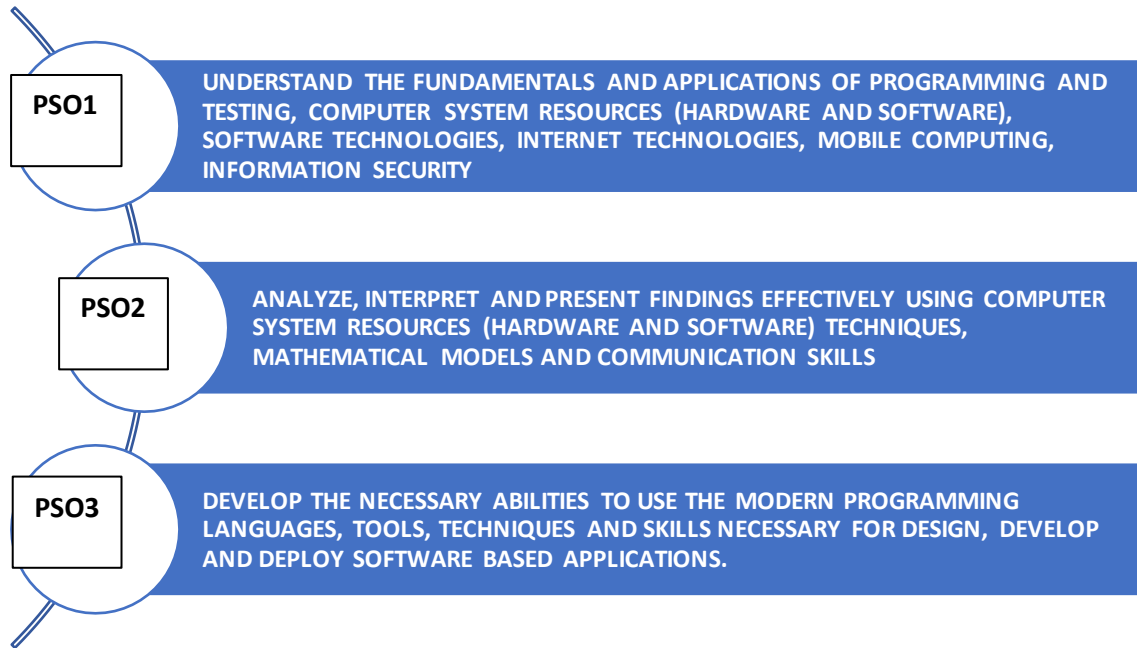 PSO1
UNDERSTAND THE FUNDAMENTALS AND APPLICATIONS OF PROGRAMMING AND
TESTING, COMPUTER SYSTEM RESOURCES (HARDWARE AND SOFTWARE),
SOFTWARE TECHNOLOGIES, INTERNET TECHNOLOGIES, MOBILE COMPUTING,
INFORMATION SECURITY
PSO2
ANALYZE, INTERPRET AND PRESENT FINDINGS EFFECTIVELY USING COMPUTER
SYSTEM RESOURCES (HARDWARE AND SOFTWARE) TECHNIQUES,
MATHEMATICAL MODELS AND COMMUNICATION SKILLS
PSO3
DEVELOP THE NECESSARY ABILITIES TO USE THE MODERN PROGRAMMING
LANGUAGES, TOOLS, TECHNIQUES AND SKILLS NECESSARY FOR DESIGN, DEVELOP
AND DEPLOY SOFTWARE BASED APPLICATIONS.